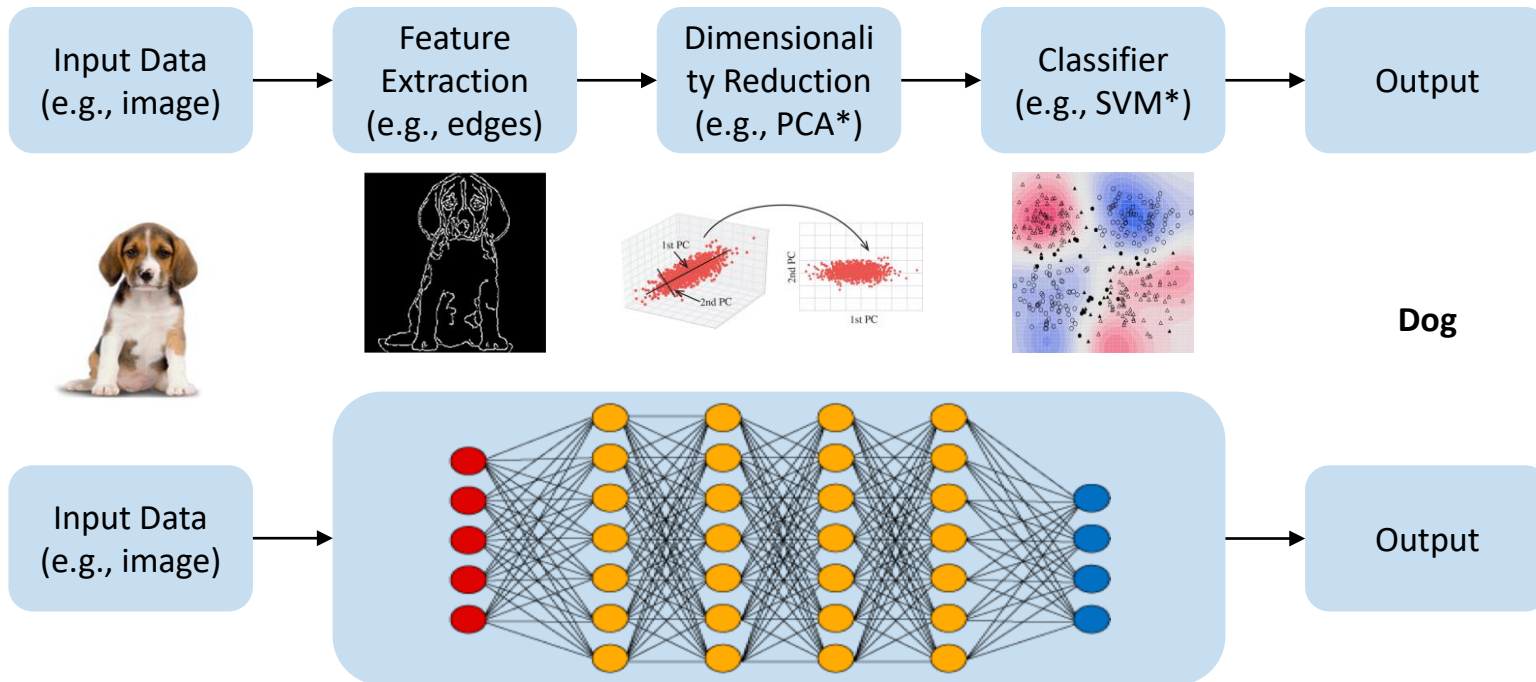 Input Data
(e.g., image)
Feature
Extraction
(e.g., edges)
Dimensionali
ty Reduction
(e.g., PCA*)
Classifier
(e.g., SVM*)
Output
1st PC
2nd PC
2nd PC
1st PC
Dog
Input Data
(e.g., image)
Output